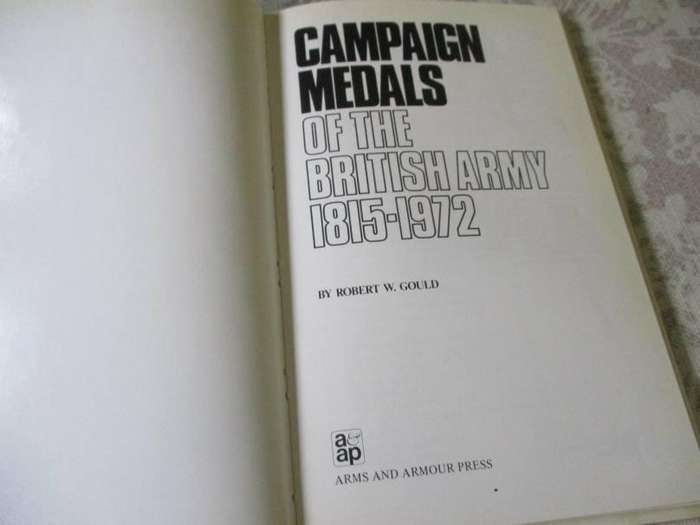 CAMPAIGN
MEDALS
OF THE
BRITISH ARMY
1815-1972
BY ROBERT W. GOULD
a&
ap
ARMS AND ARMOUR PRESS